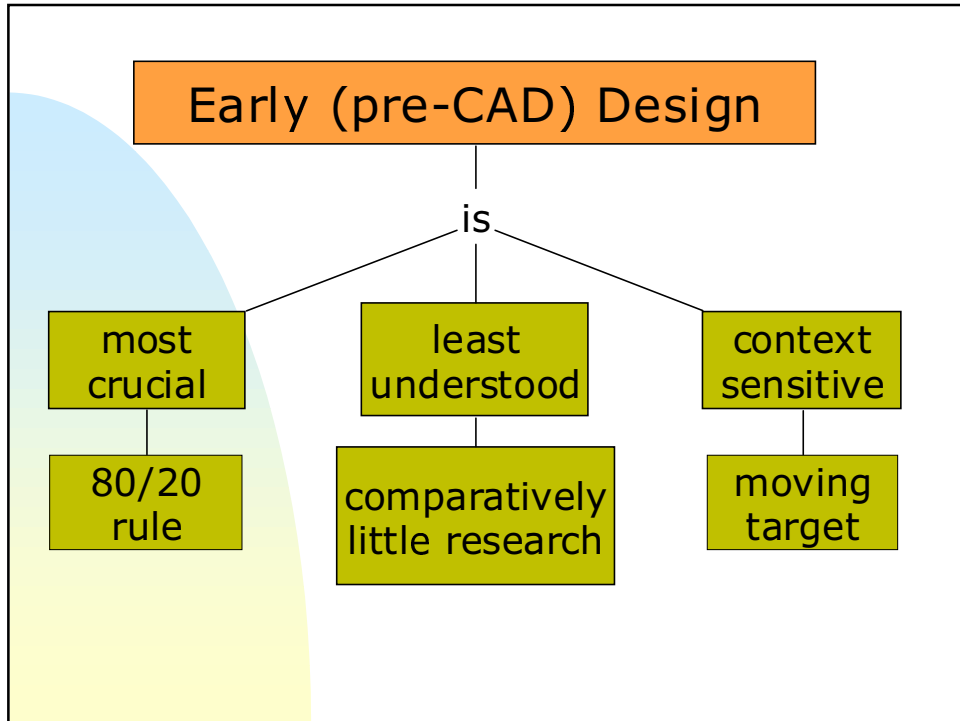 Early (pre-CAD) Design
is
most
crucial
least
understood
context
sensitive
80/20
rule
comparatively
little research
moving
target